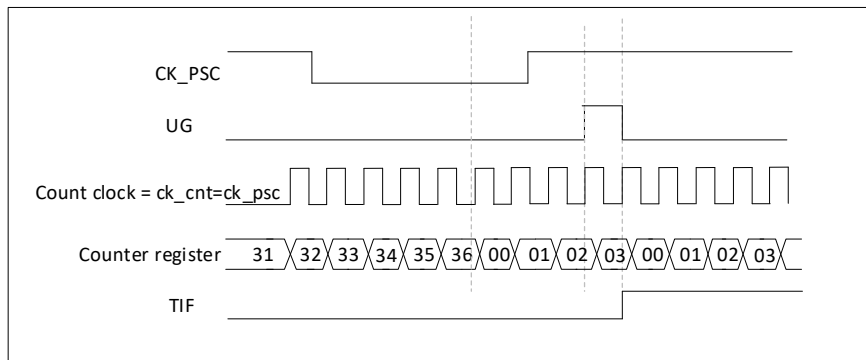 CK_PSC
UG
Count clock = ck_cnt=ck_psc
Counter register 31 32 33 34 35 36 00 01 02 03 00 01 02 03
TIF